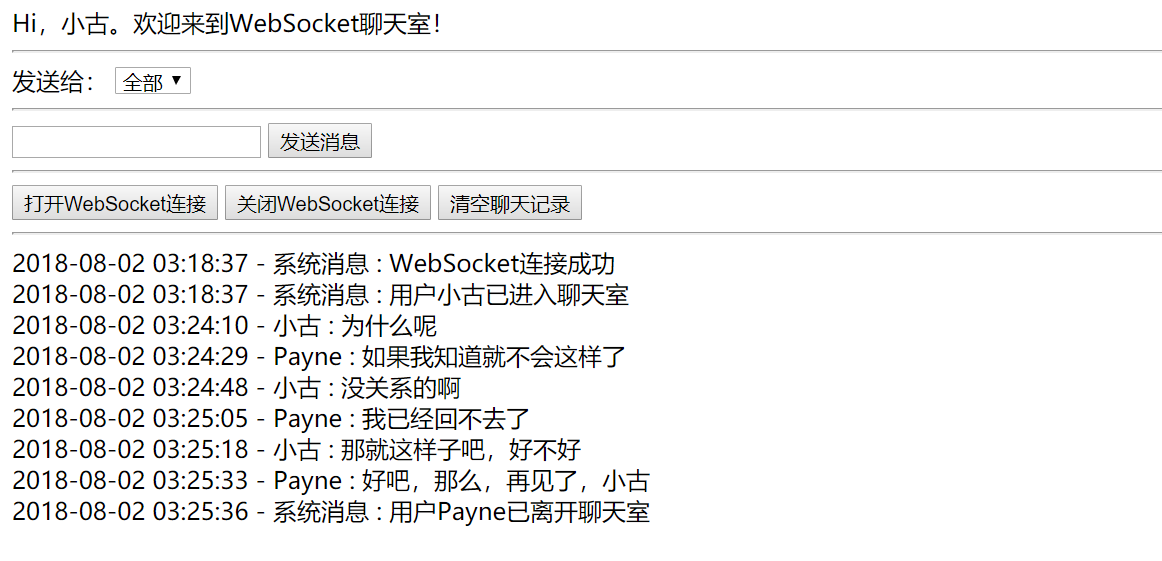 Hi，小古。欢迎来到WebSocket聊天室！
发送给： 全部
发送消息
打开WebSocket连接 关闭WebSocket连接 清空聊天记录
2018-08-02 03:18:37 - 系统消息 : WebSocket连接成功
2018-08-02 03:18:37 - 系统消息 : 用户小古已进入聊天室
2018-08-02 03:24:10 - 小古 : 为什么呢
2018-08-02 03:24:29 - Payne : 如果我知道就不会这样了
2018-08-02 03:24:48 - 小古 : 没关系的啊
2018-08-02 03:25:05 - Payne : 我已经回不去了
2018-08-02 03:25:18 - 小古 : 那就这样子吧，好不好
2018-08-02 03:25:33 - Payne : 好吧，那么，再见了，小古
2018-08-02 03:25:36 - 系统消息 : 用户Payne已离开聊天室